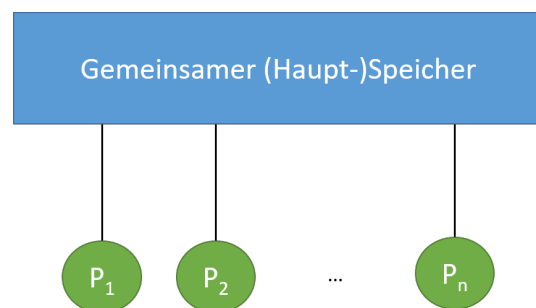 Gemeinsamer (Haupt-)Speicher
P₁ P₂ ... Pₙ